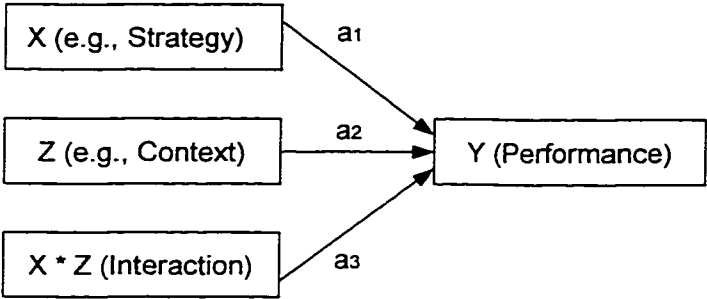 X (e.g., Strategy)
a1
Z (e.g., Context)
a2
Y (Performance)
X * Z (Interaction)
a3